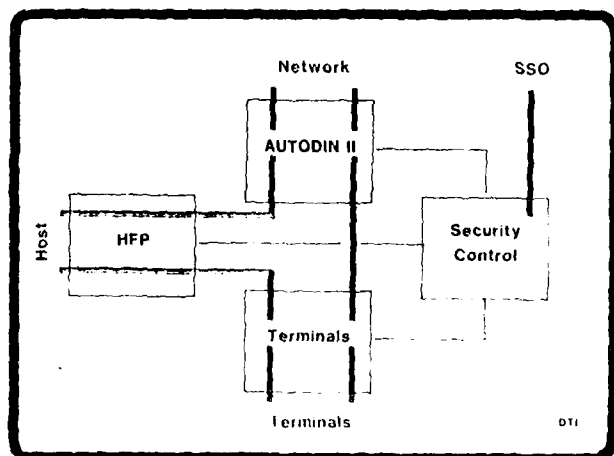 Network SSO
AUTODIN II
Host
HFP
Security
Control
Terminals
Terminals
DTI